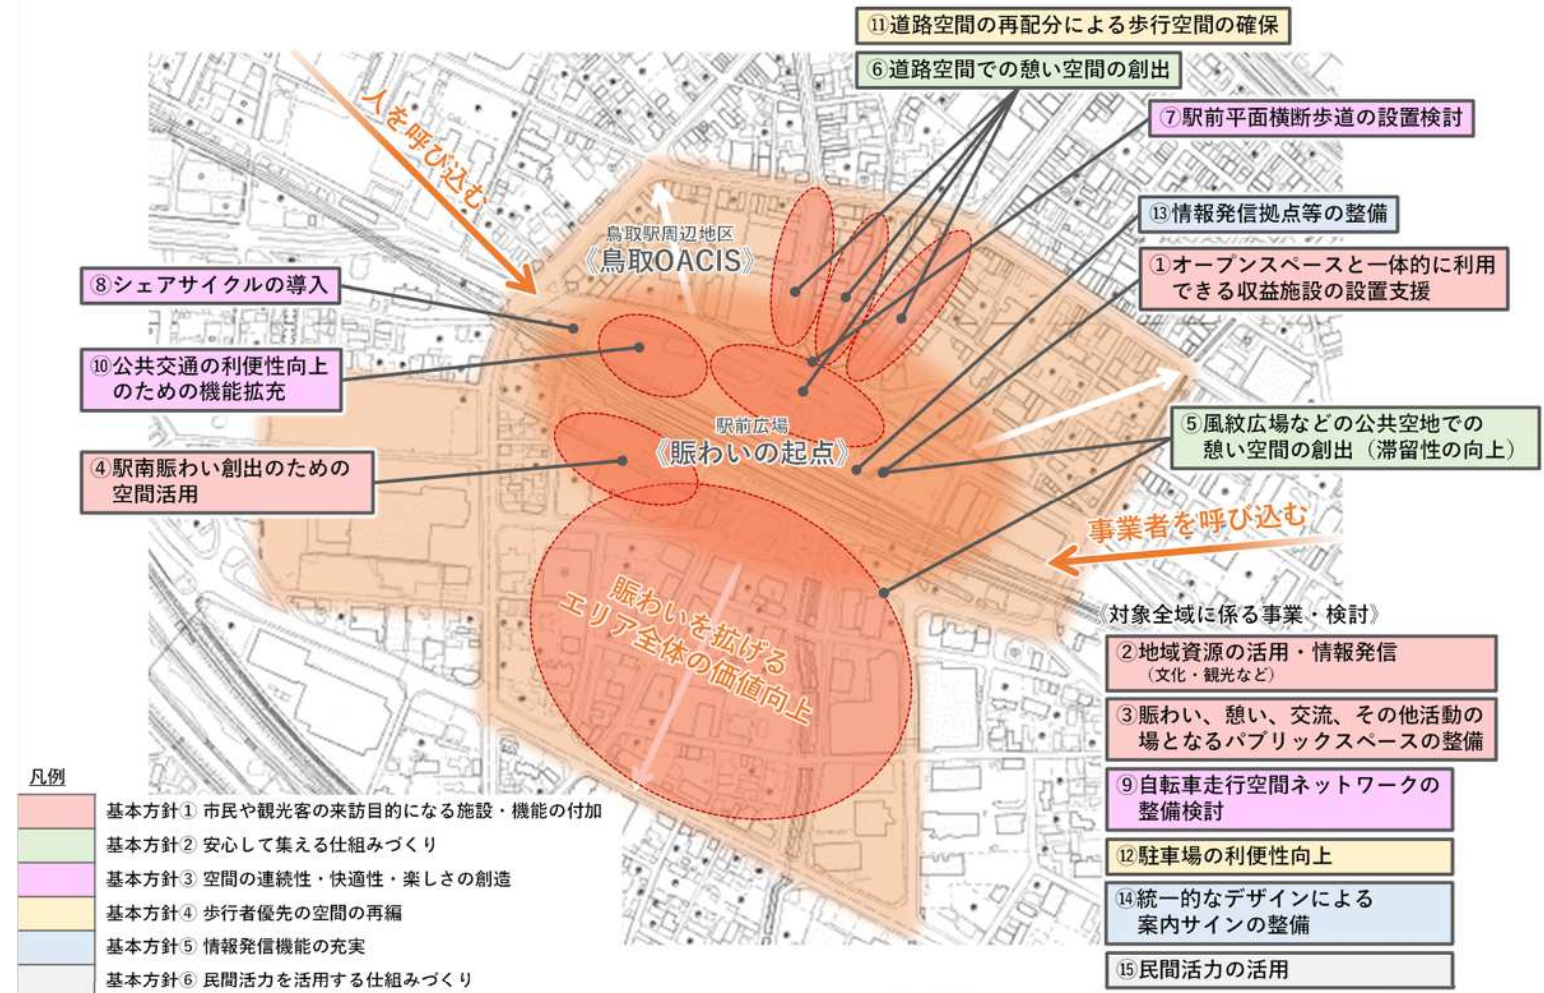 ⑪道路空間の再配分による歩行空間の確保
⑥道路空間での憩い空間の創出
⑦駅前平面横断歩道の設置検討
人を呼び込む
⑬情報発信拠点等の整備
鳥取駅周辺地区
《鳥取OACIS》
①オープンスペースと一体的に利用
できる収益施設の設置支援
⑧シェアサイクルの導入
⑩公共交通の利便性向上
のための機能拡充
駅前広場
《賑わいの起点》
⑤風紋広場などの公共空地での
憩い空間の創出（滞留性の向上）
④駅南賑わい創出のための
空間活用
事業者を呼び込む
賑わいを拡げる
エリア全体の価値向上
《対象全域に係る事業・検討》
②地域資源の活用・情報発信
（文化・観光など）
③賑わい、憩い、交流、その他活動の
場となるパブリックスペースの整備
⑨自転車走行空間ネットワークの
整備検討
⑫駐車場の利便性向上
⑭統一的なデザインによる
案内サインの整備
⑮民間活力の活用
凡例
基本方針① 市民や観光客の来訪目的になる施設・機能の付加
基本方針② 安心して集える仕組みづくり
基本方針③ 空間の連続性・快適性・楽しさの創造
基本方針④ 歩行者優先の空間の再編
基本方針⑤ 情報発信機能の充実
基本方針⑥ 民間活力を活用する仕組みづくり